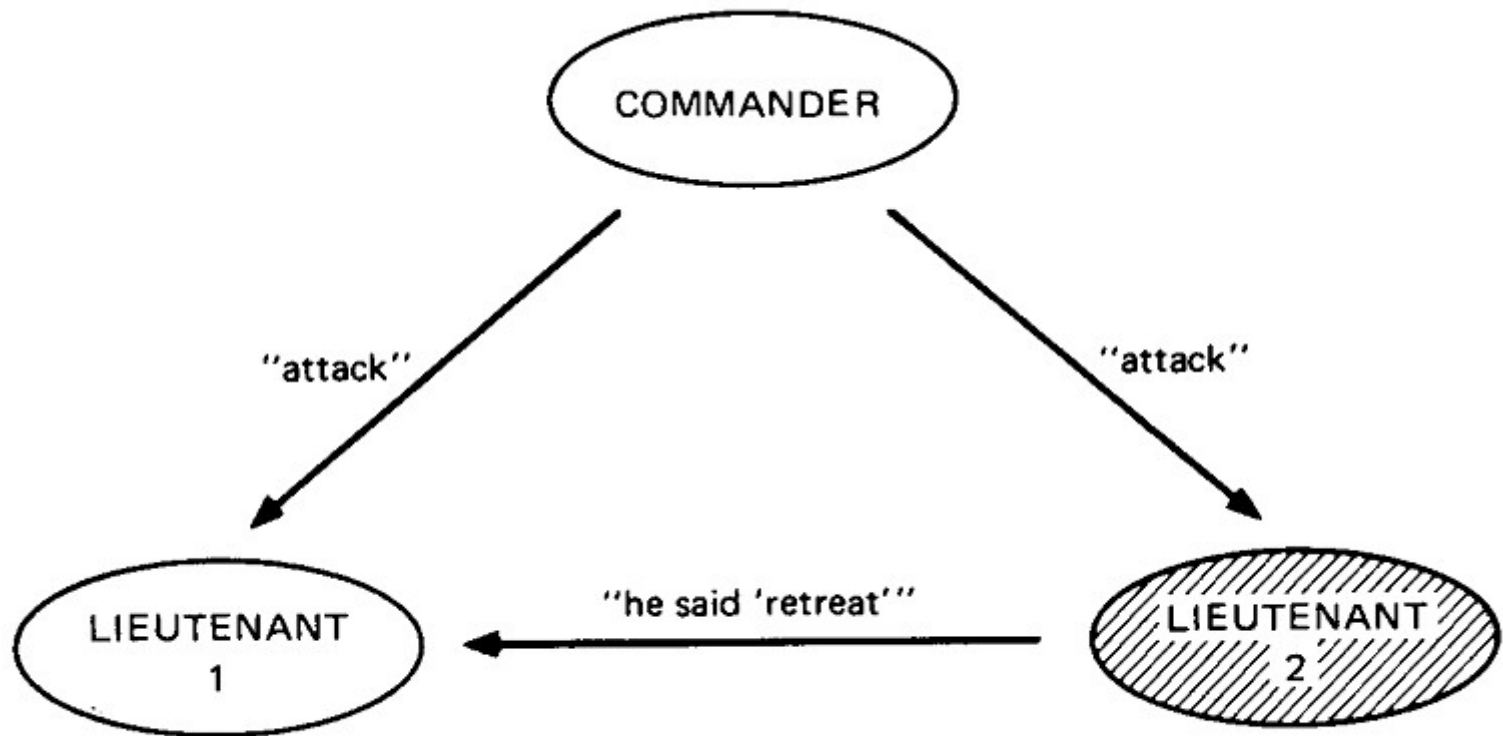 COMMANDER
"attack"
"attack"
"he said 'retreat'"
LIEUTENANT
1
LIEUTENANT
2